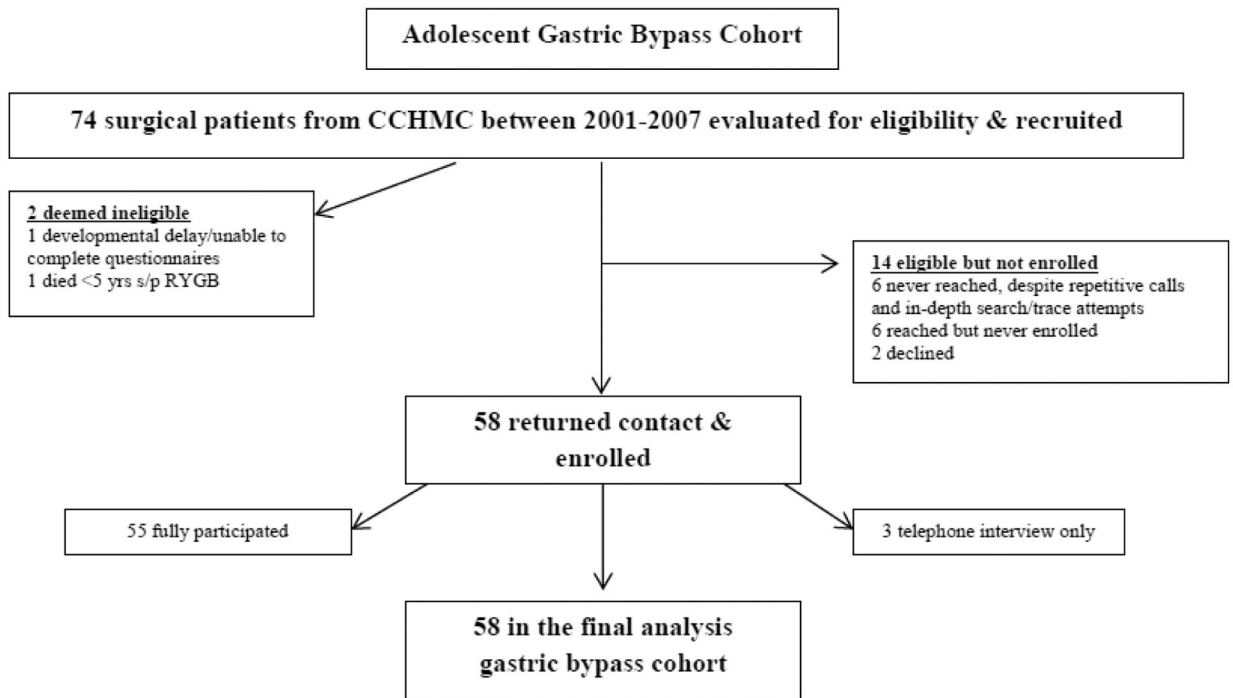 Adolescent Gastric Bypass Cohort
74 surgical patients from CCHMC between 2001-2007 evaluated for eligibility & recruited
2 deemed ineligible
1 developmental delay/unable to
complete questionnaires
1 died <5 yrs s/p RYGB
14 eligible but not enrolled
6 never reached, despite repetitive calls
and in-depth search/trace attempts
6 reached but never enrolled
2 declined
58 returned contact &
enrolled
55 fully participated
3 telephone interview only
58 in the final analysis
gastric bypass cohort